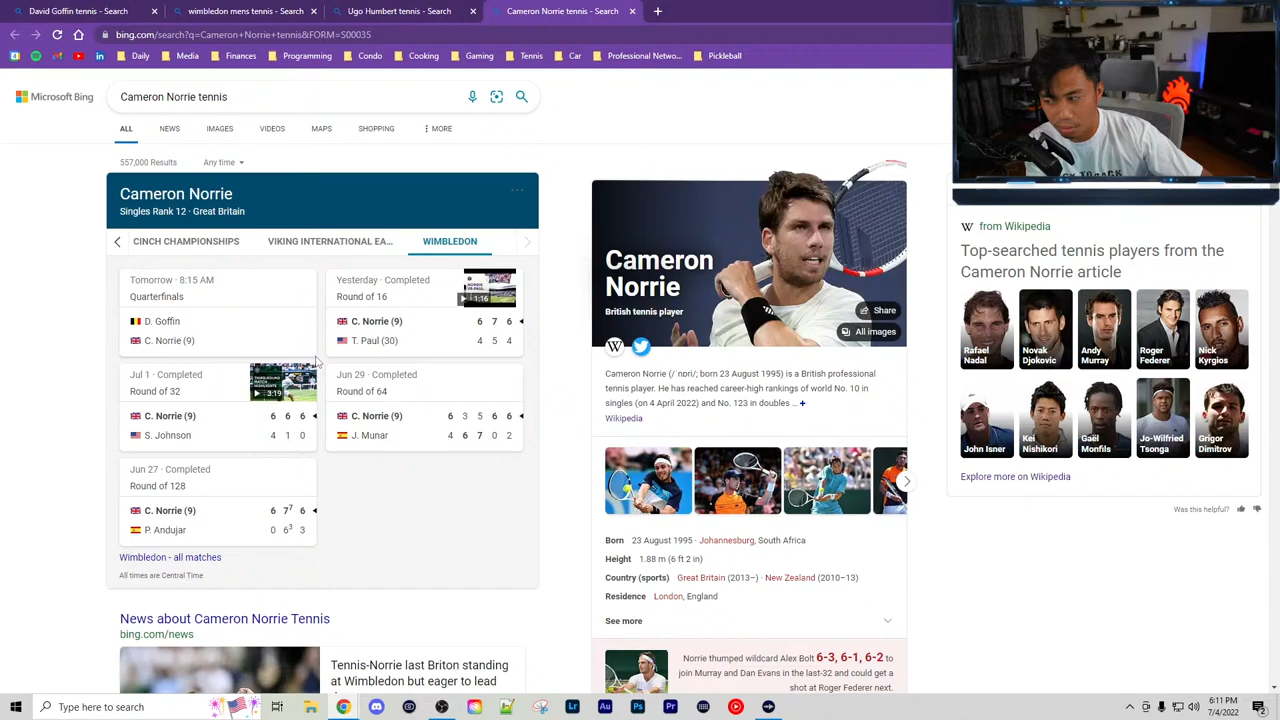 David Goffin tennis - Search
wimbledon mens singles - Search
Ugo Humbert tennis - Search
Cameron Norrie tennis - Search
bing.com/search?q=Cameron+Norrie+tennis&FORM=S00035
Daily
Media
Finances
Programming
Condo
Cooking
Gaming
Tennis
Car
Professional Netwo...
Pickleball
Microsoft Bing
Cameron Norrie tennis
ALL
NEWS
IMAGES
VIDEOS
MAPS
SHOPPING
MORE
557,000 Results
Any time
Cameron Norrie
Singles Rank 12 · Great Britain
CINCH CHAMPIONSHIPS
VIKING INTERNATIONAL EA...
WIMBLEDON
Tomorrow · 8:15 AM
Quarterfinals
D. Goffin
C. Norrie (9)
Yesterday · Completed
Round of 16
1:16
C. Norrie (9) 6 7 6
T. Paul (30) 4 5 4
Jul 1 · Completed
Round of 32
3:19
C. Norrie (9) 6 6 6
S. Johnson 4 1 0
Jun 29 · Completed
Round of 64
C. Norrie (9) 6 3 5 6 6
J. Munar 4 6 7 0 2
Jun 27 · Completed
Round of 128
C. Norrie (9) 6 7⁷ 6
P. Andujar 0 6³ 3
Wimbledon - all matches
All times are Central Time
News about Cameron Norrie Tennis
bing.com/news
Tennis-Norrie last Briton standing
at Wimbledon but eager to lead
Cameron
Norrie
British tennis player
Share
All images
Cameron Norrie (/ˈnɒri/; born 23 August 1995) is a British professional
tennis player. He has reached career-high rankings of world No. 10 in
singles (on 4 April 2022) and No. 123 in doubles ... +
Wikipedia
Born 23 August 1995 · Johannesburg, South Africa
Height 1.88 m (6 ft 2 in)
Country (sports) Great Britain (2013–) · New Zealand (2010–13)
Residence London, England
See more
Norrie thumped wildcard Alex Bolt 6-3, 6-1, 6-2 to
join Murray and Dan Evans in the last-32 and could get a
shot at Roger Federer next.
W from Wikipedia
Top-searched tennis players from the
Cameron Norrie article
Rafael
Nadal
Novak
Djokovic
Andy
Murray
Roger
Federer
Nick
Kyrgios
John Isner
Kei
Nishikori
Gaël
Monfils
Jo-Wilfried
Tsonga
Grigor
Dimitrov
Explore more on Wikipedia
Was this helpful?
Type here to search
6:11 PM
7/4/2022